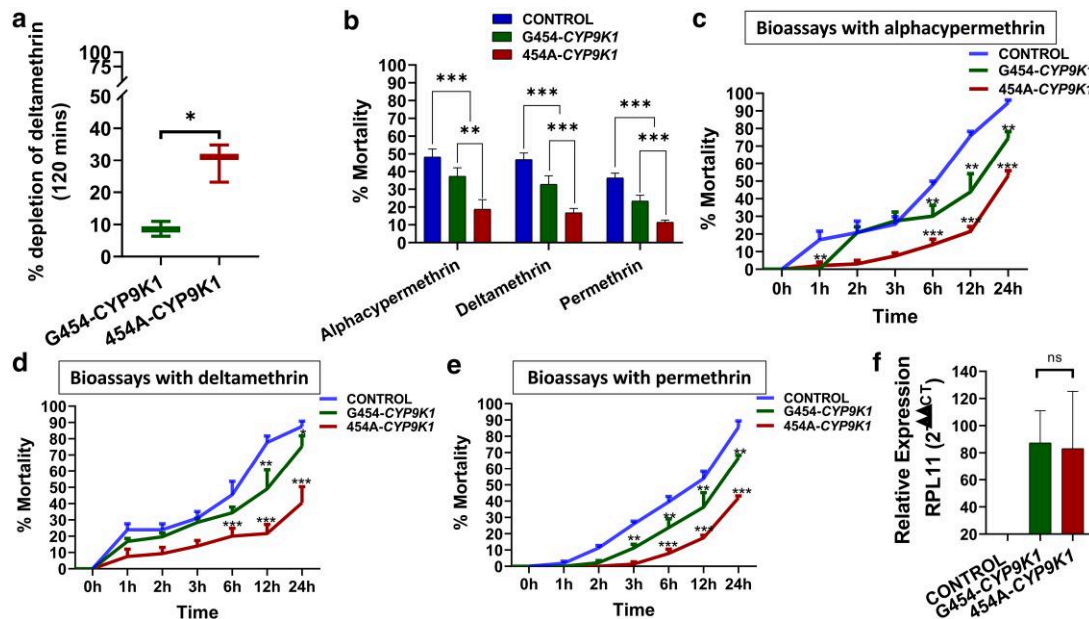 a
% depletion of deltamethrin
(120 mins)
100
75
50
40
30
20
10
0
*
G454-CYP9K1
454A-CYP9K1
b
CONTROL
G454-CYP9K1
454A-CYP9K1
% Mortality
100
90
80
70
60
50
40
30
20
10
0
***
**
***
***
***
***
Alphacypermethrin
Deltamethrin
Permethrin
c
Bioassays with alphacypermethrin
CONTROL
G454-CYP9K1
454A-CYP9K1
% Mortality
100
90
80
70
60
50
40
30
20
10
0
**
**
***
**
***
**
***
0h
1h
2h
3h
6h
12h
24h
Time
d
Bioassays with deltamethrin
CONTROL
G454-CYP9K1
454A-CYP9K1
% Mortality
100
90
80
70
60
50
40
30
20
10
0
***
**
***
*
***
0h
1h
2h
3h
6h
12h
24h
Time
e
Bioassays with permethrin
CONTROL
G454-CYP9K1
454A-CYP9K1
% Mortality
100
90
80
70
60
50
40
30
20
10
0
**
**
***
**
***
**
***
0h
1h
2h
3h
6h
12h
24h
Time
f
Relative Expression
RPL11 (2-▲▲CT)
140
120
100
80
60
40
20
ns
CONTROL
G454-CYP9K1
454A-CYP9K1